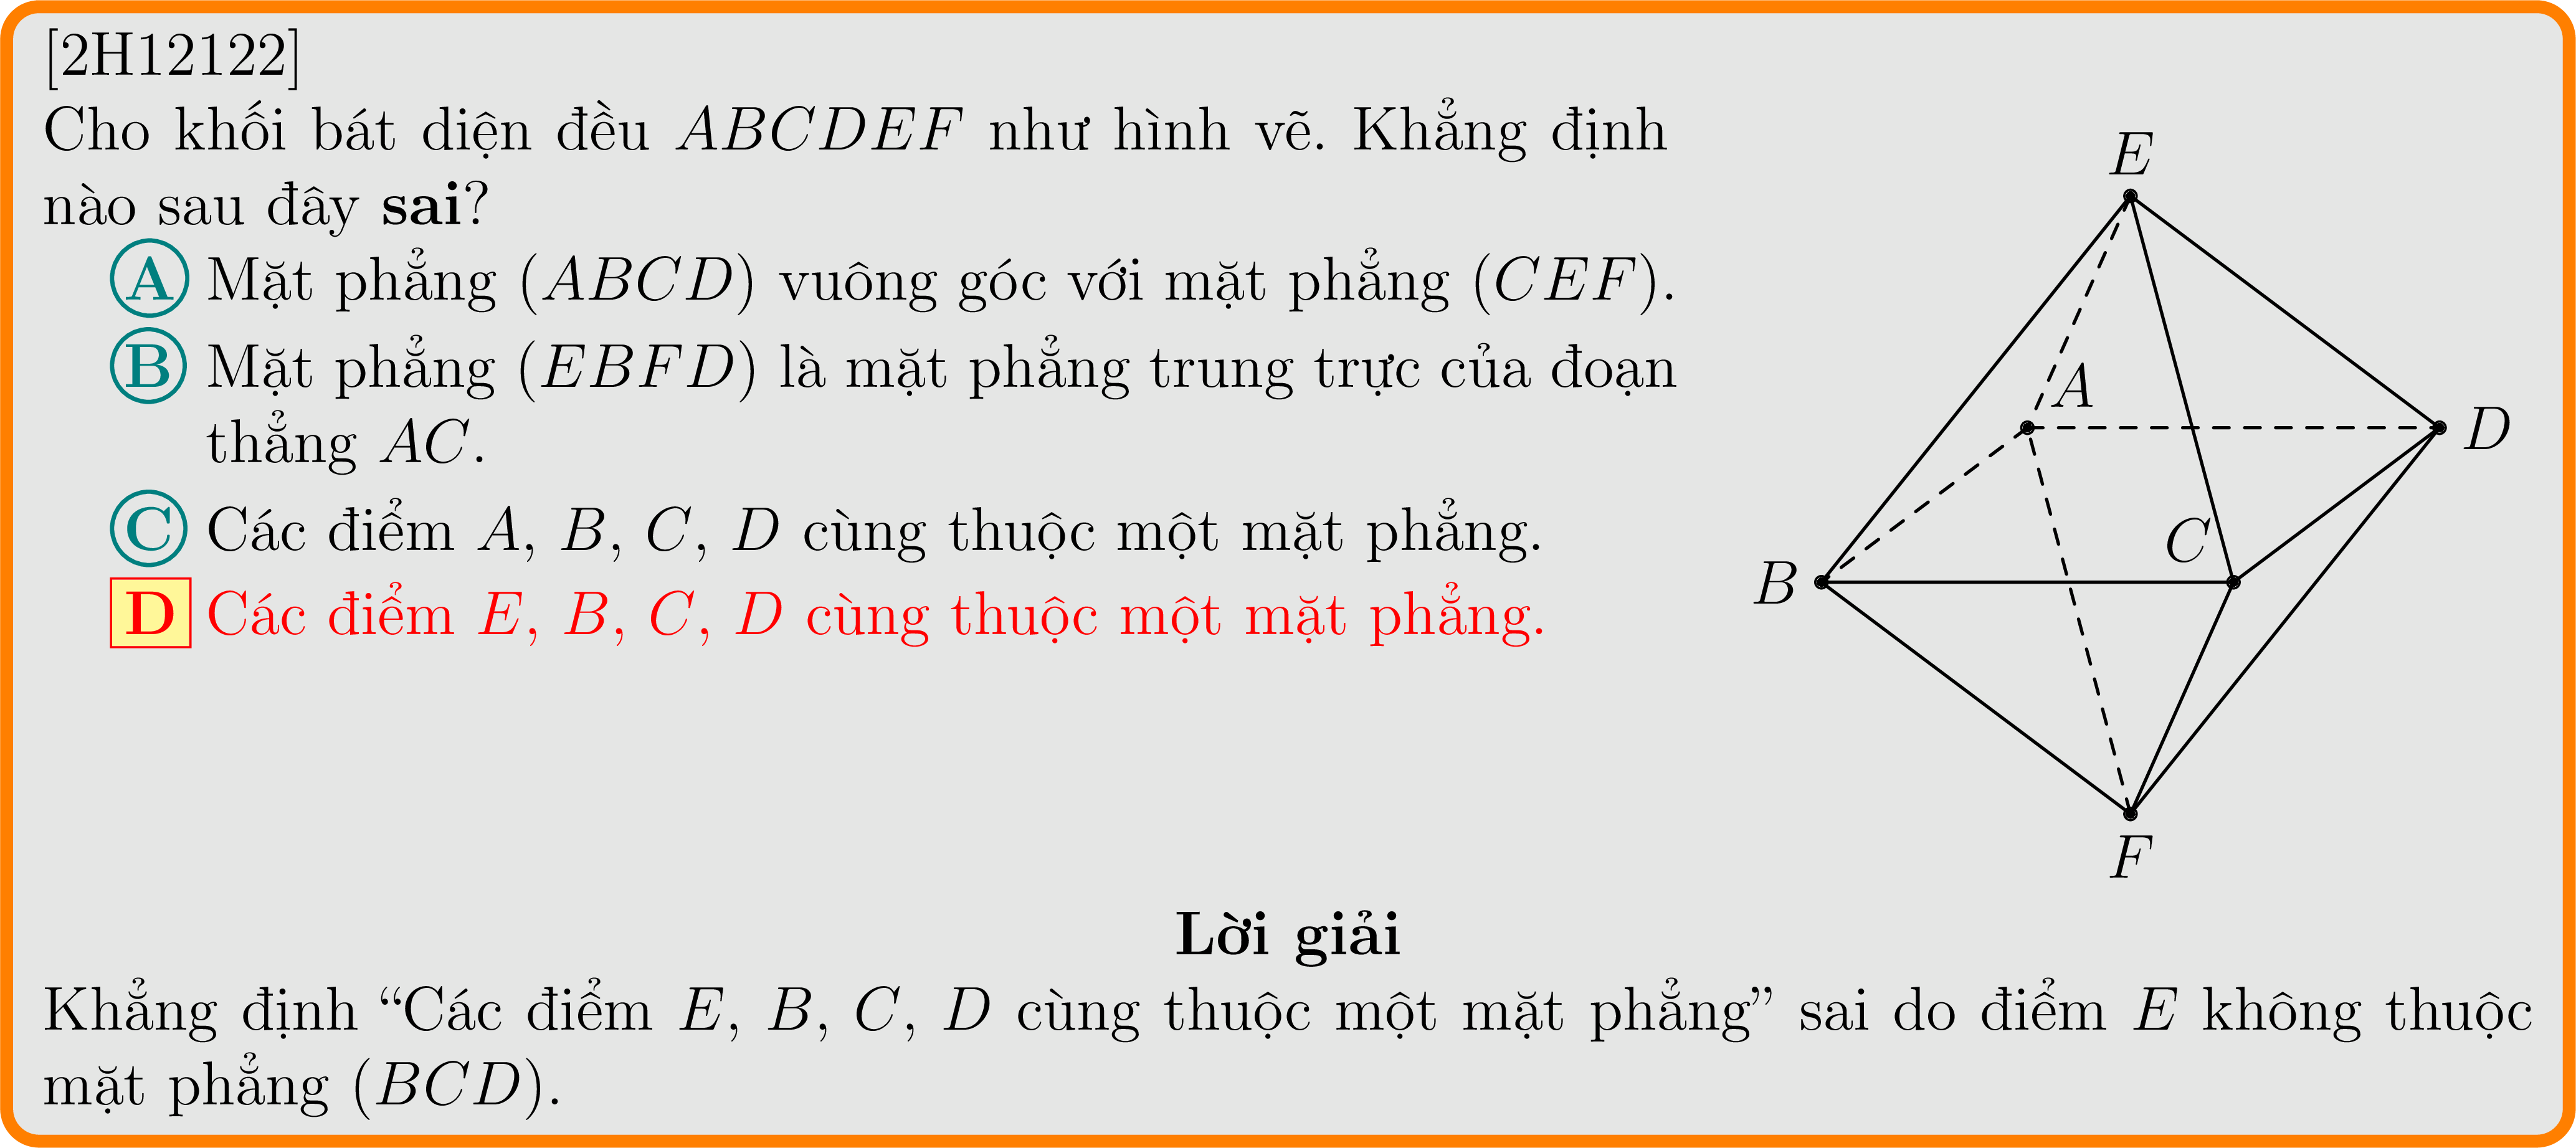 [2H12122]
Cho khối bát diện đều ABCDEF như hình vẽ. Khẳng định
nào sau đây sai?
A Mặt phẳng (ABCD) vuông góc với mặt phẳng (CEF).
B Mặt phẳng (EBFD) là mặt phẳng trung trực của đoạn
thẳng AC.
C Các điểm A, B, C, D cùng thuộc một mặt phẳng.
D Các điểm E, B, C, D cùng thuộc một mặt phẳng.
E
A
D
C
B
F
Lời giải
Khẳng định “Các điểm E, B, C, D cùng thuộc một mặt phẳng” sai do điểm E không thuộc
mặt phẳng (BCD).